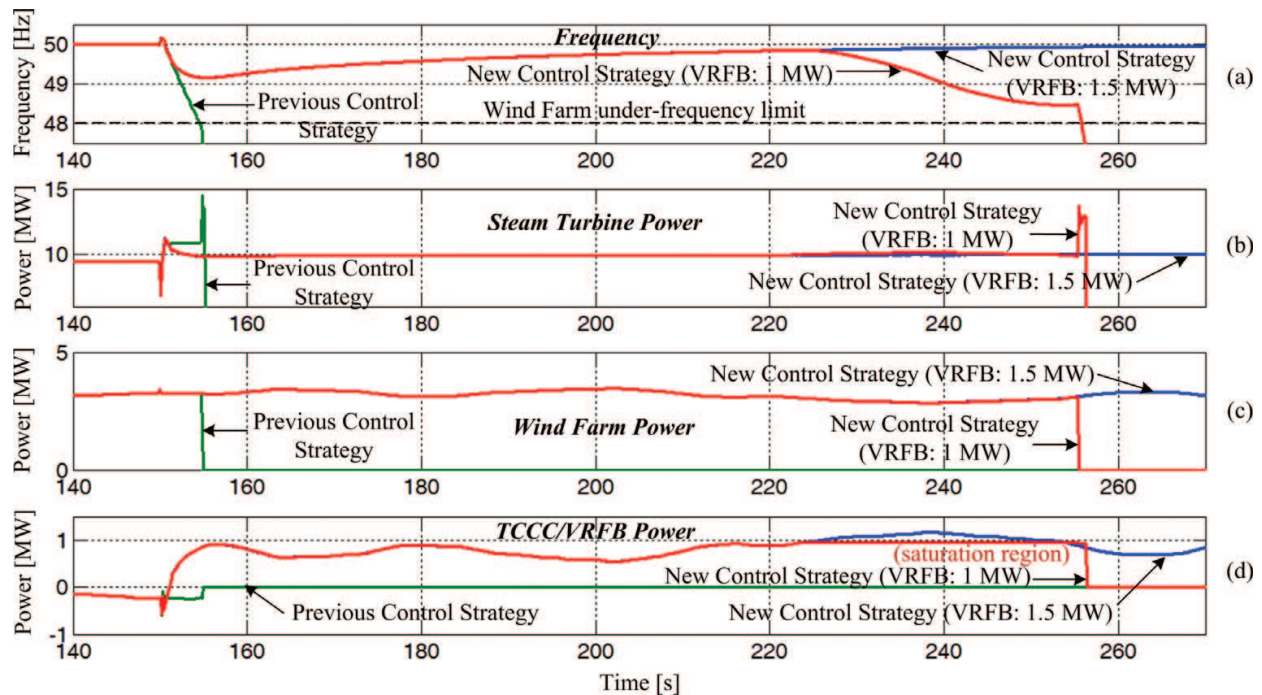 Frequency [Hz]
50
49
48
Frequency
New Control Strategy (VRFB: 1 MW)
New Control Strategy
(VRFB: 1.5 MW)
Previous Control
Strategy
Wind Farm under-frequency limit
(a)
140 160 180 200 220 240 260
Power [MW]
15
10
Steam Turbine Power
New Control Strategy
(VRFB: 1 MW)
Previous Control
Strategy
New Control Strategy (VRFB: 1.5 MW)
(b)
140 160 180 200 220 240 260
Power [MW]
5
0
New Control Strategy (VRFB: 1.5 MW)
Previous Control
Strategy
Wind Farm Power
New Control Strategy
(VRFB: 1 MW)
(c)
140 160 180 200 220 240 260
Power [MW]
1
0
-1
TCCC/VRFB Power
(saturation region)
New Control Strategy (VRFB: 1 MW)
Previous Control Strategy
New Control Strategy (VRFB: 1.5 MW)
(d)
140 160 180 200 220 240 260
Time [s]